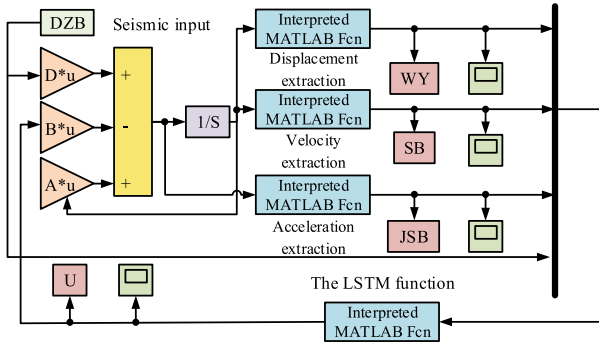 DZB
Seismic input
D*u
+
B*u
-
A*u
+
1/S
Interpreted
MATLAB Fcn
Displacement
extraction
WY
Interpreted
MATLAB Fcn
Velocity
extraction
SB
Interpreted
MATLAB Fcn
Acceleration
extraction
JSB
U
The LSTM function
Interpreted
MATLAB Fcn